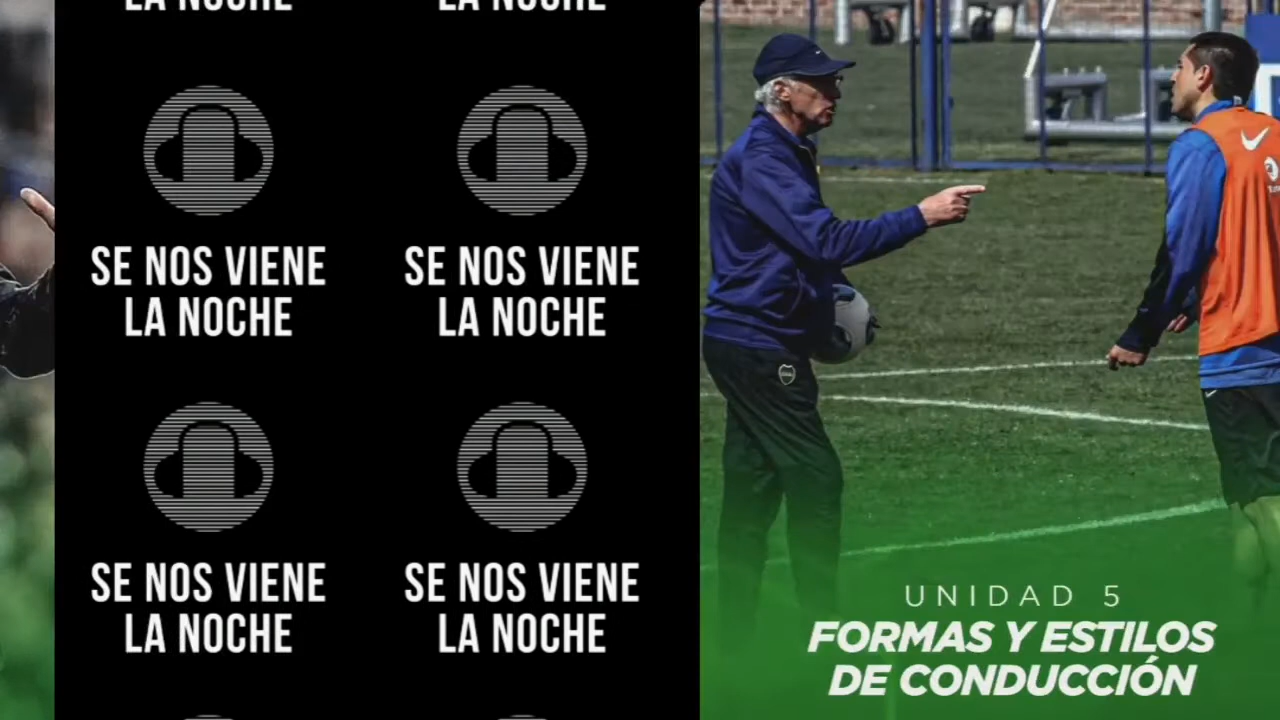 LA NOCHE
LA NOCHE
SE NOS VIENE
LA NOCHE
SE NOS VIENE
LA NOCHE
SE NOS VIENE
LA NOCHE
SE NOS VIENE
LA NOCHE
UNIDAD 5
FORMAS Y ESTILOS
DE CONDUCCIÓN